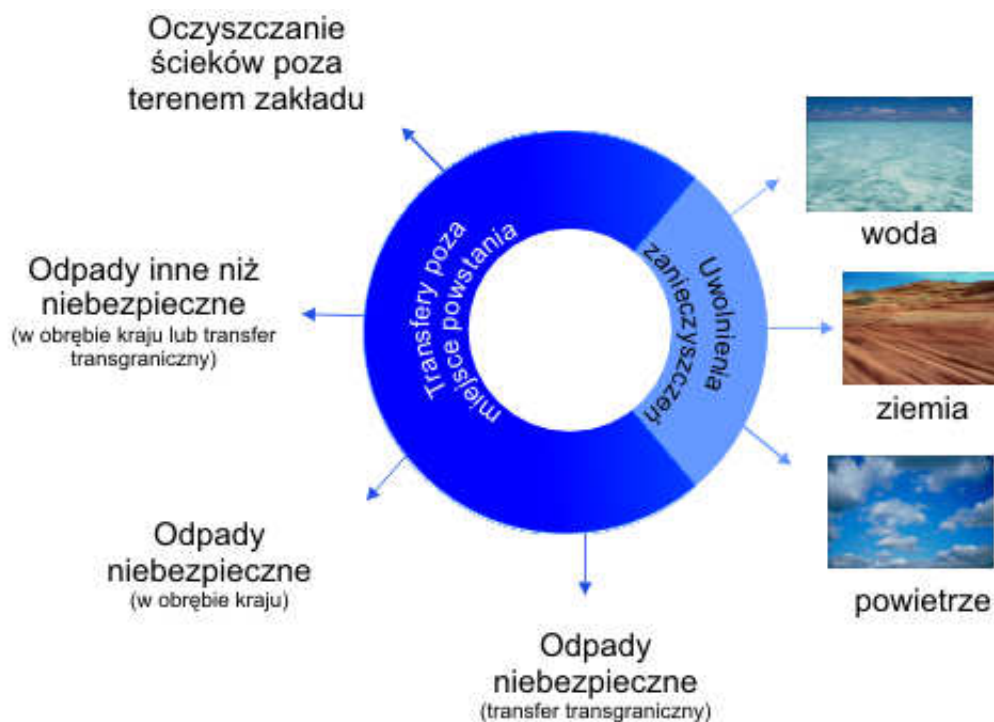 Oczyszczanie
ścieków poza
terenem zakładu
Odpady inne niż
niebezpieczne
(w obrębie kraju lub transfer
transgraniczny)
Odpady
niebezpieczne
(w obrębie kraju)
Odpady
niebezpieczne
(transfer transgraniczny)
Transfery poza
miejsce powstania
Uwolnienia
zanieczyszczeń
woda
ziemia
powietrze